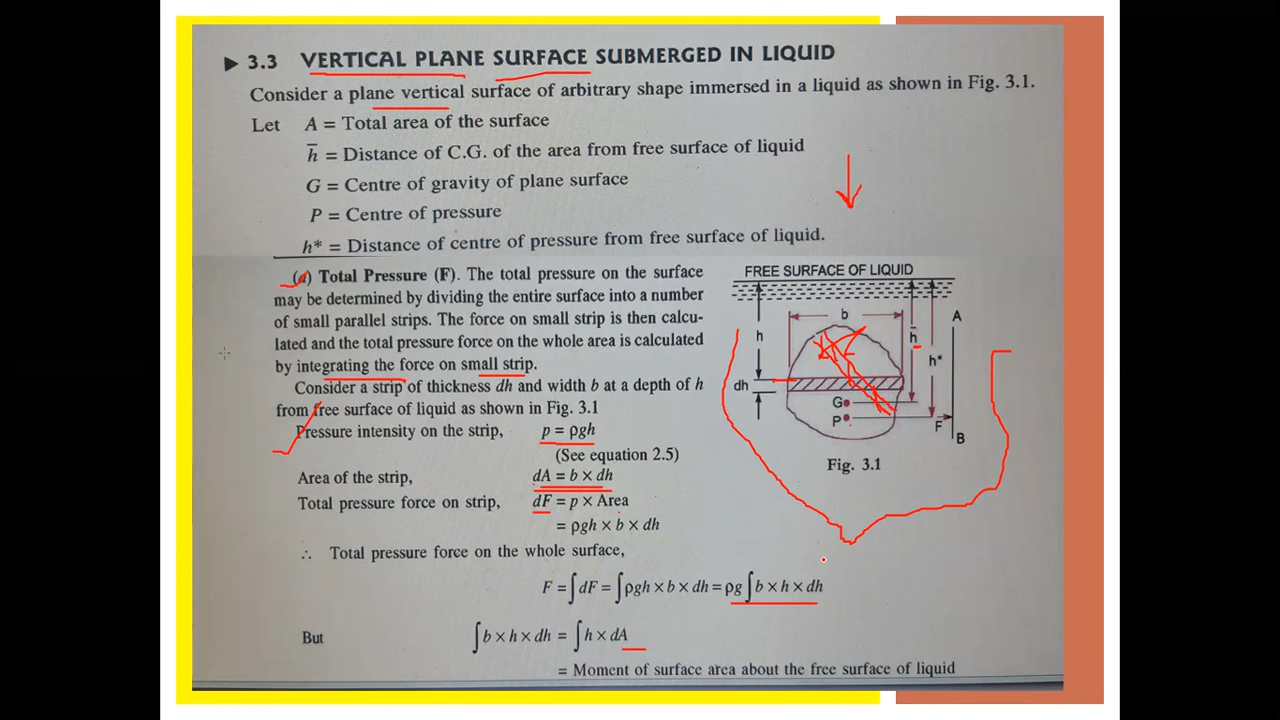 ▶ 3.3 VERTICAL PLANE SURFACE SUBMERGED IN LIQUID
Consider a plane vertical surface of arbitrary shape immersed in a liquid as shown in Fig. 3.1.
Let A = Total area of the surface
h̄ = Distance of C.G. of the area from free surface of liquid
G = Centre of gravity of plane surface
P = Centre of pressure
h* = Distance of centre of pressure from free surface of liquid.
(a) Total Pressure (F). The total pressure on the surface
may be determined by dividing the entire surface into a number
of small parallel strips. The force on small strip is then calcu-
lated and the total pressure force on the whole area is calculated
by integrating the force on small strip.
Consider a strip of thickness dh and width b at a depth of h
from free surface of liquid as shown in Fig. 3.1
Pressure intensity on the strip, p = ρgh
(See equation 2.5)
Area of the strip, dA = b × dh
Total pressure force on strip, dF = p × Area
= ρgh × b × dh
∴ Total pressure force on the whole surface,
F = ∫dF = ∫ρgh × b × dh = ρg ∫b × h × dh
But ∫b × h × dh = ∫h × dA
= Moment of surface area about the free surface of liquid
FREE SURFACE OF LIQUID
b
A
h
h̄
h*
dh
G
P
F
B
Fig. 3.1